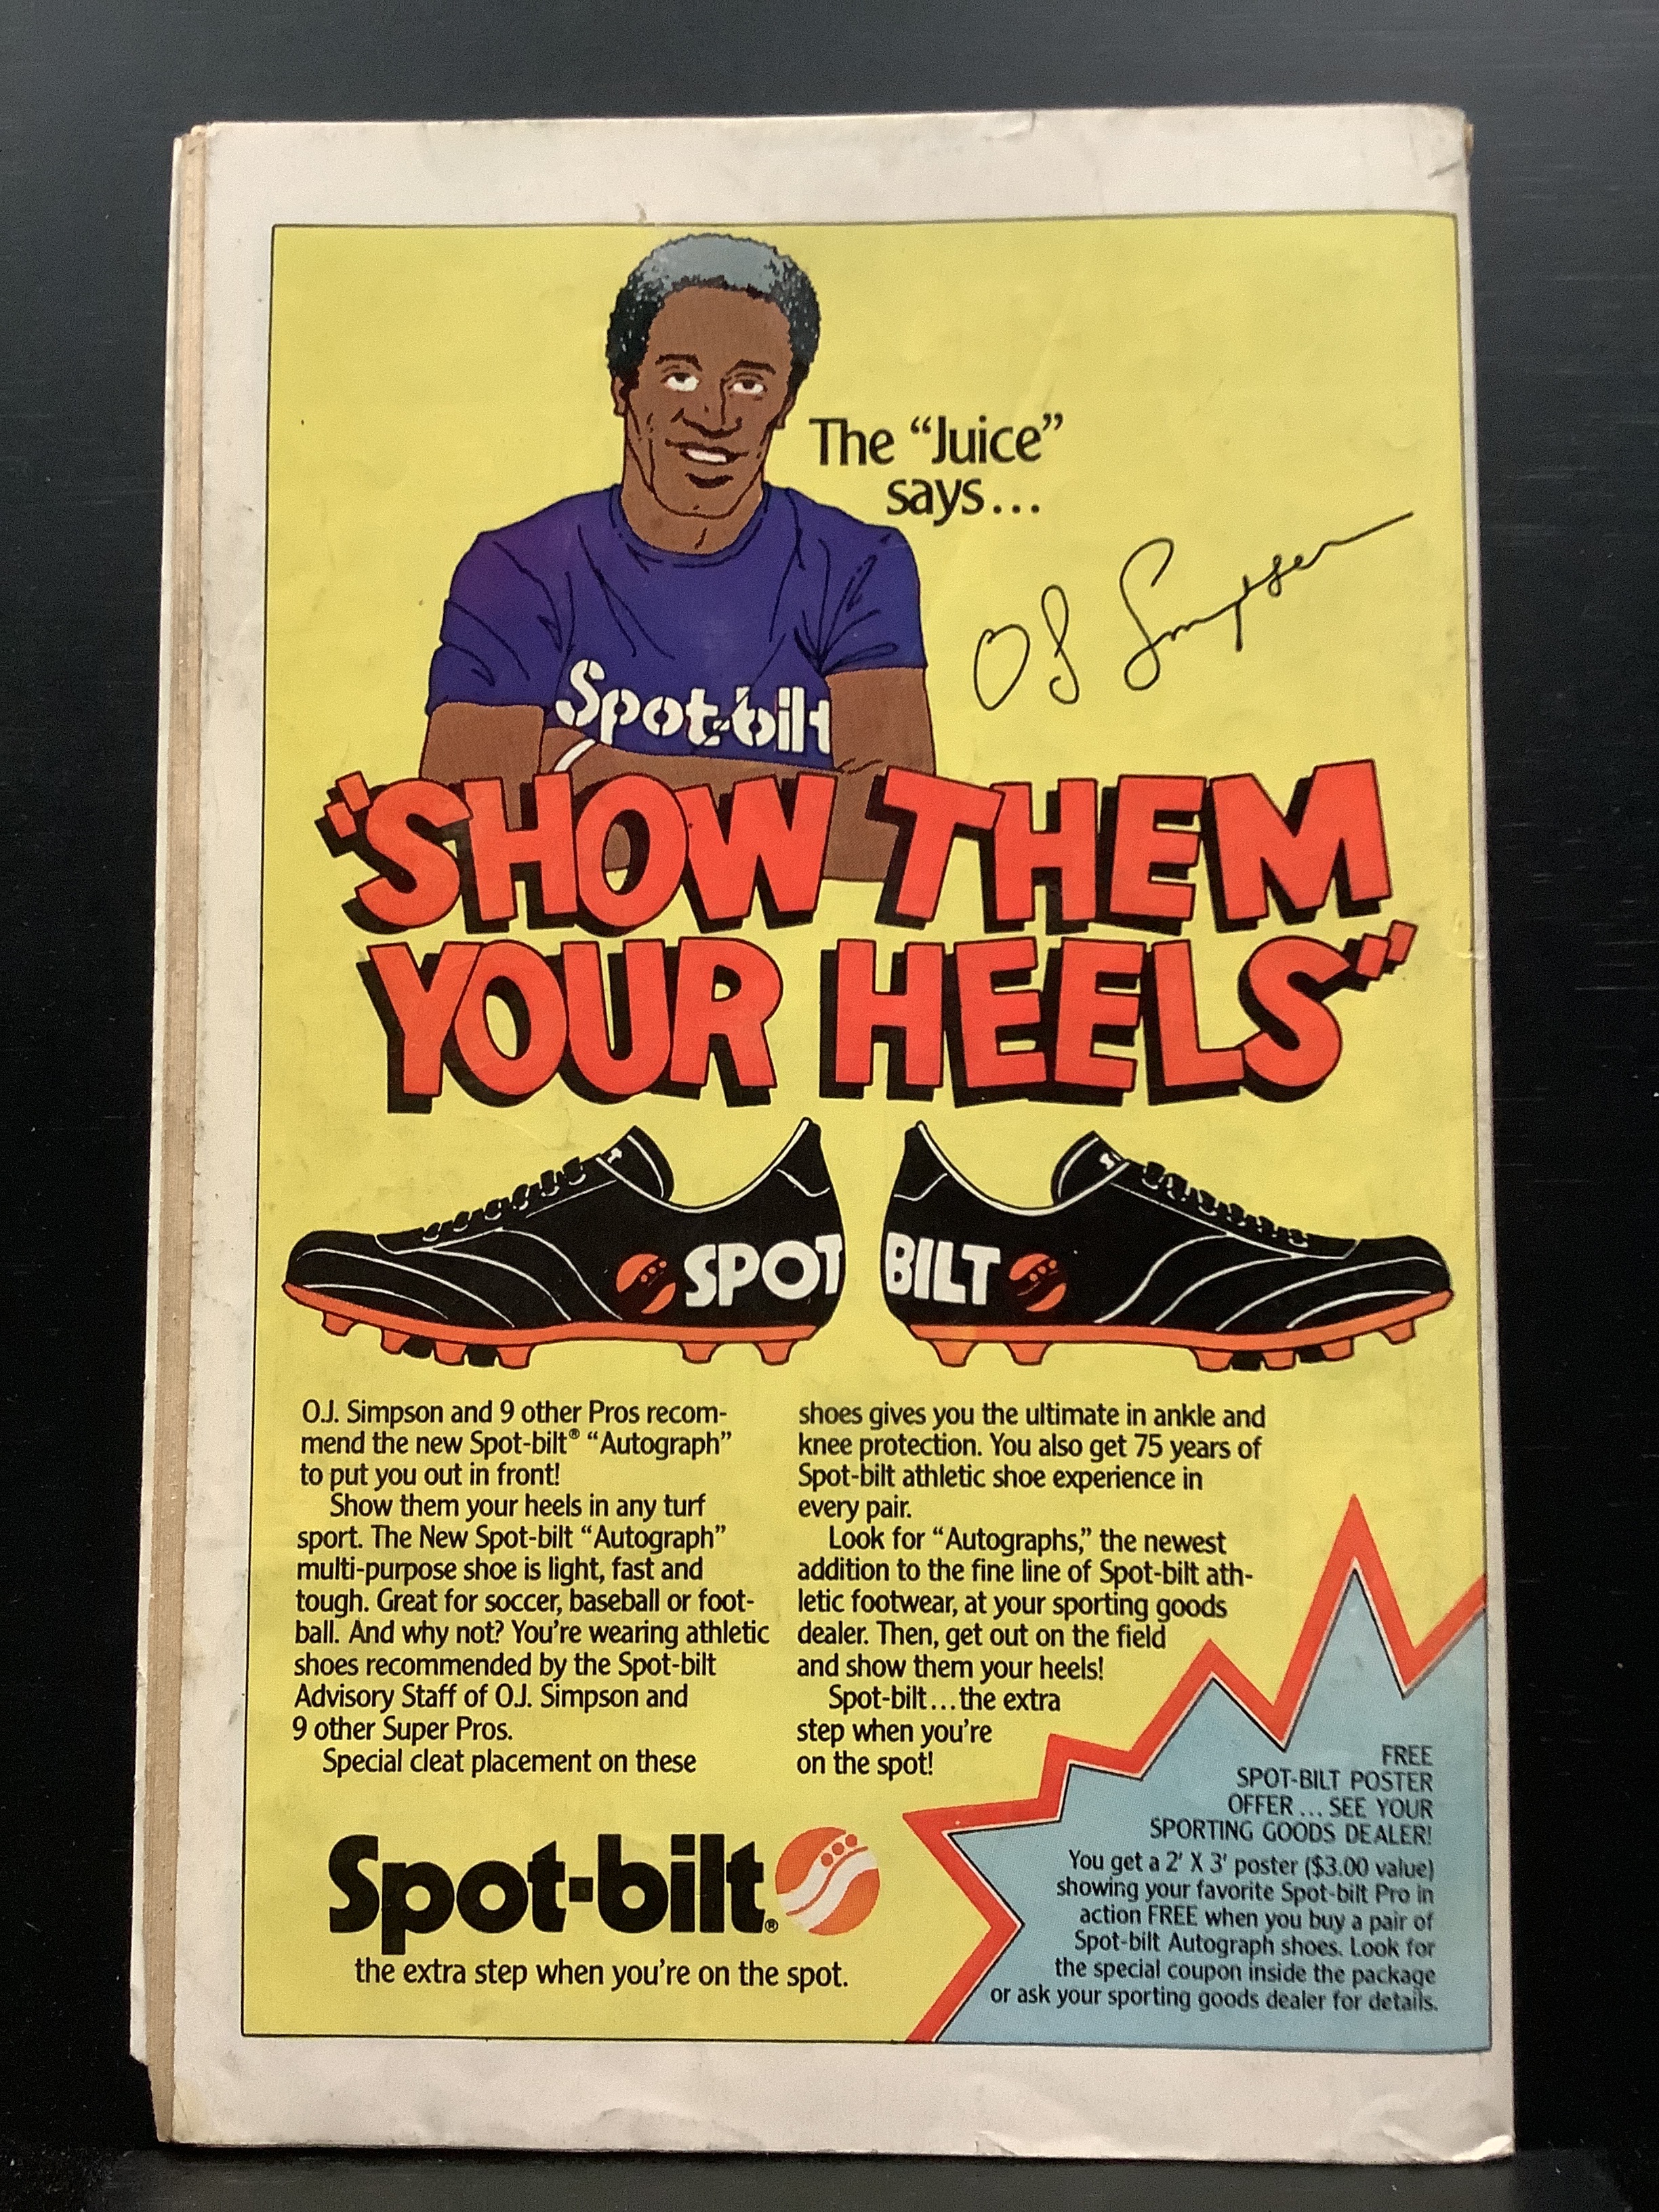 The “Juice”
says...
OJ Simpson
Spot-bilt
“SHOW THEM
YOUR HEELS”
SPOT BILT
O.J. Simpson and 9 other Pros recom-
mend the new Spot-bilt® “Autograph”
to put you out in front!
Show them your heels in any turf
sport. The New Spot-bilt “Autograph”
multi-purpose shoe is light, fast and
tough. Great for soccer, baseball or foot-
ball. And why not? You’re wearing athletic
shoes recommended by the Spot-bilt
Advisory Staff of O.J. Simpson and
9 other Super Pros.
Special cleat placement on these
shoes gives you the ultimate in ankle and
knee protection. You also get 75 years of
Spot-bilt athletic shoe experience in
every pair.
Look for “Autographs,” the newest
addition to the fine line of Spot-bilt ath-
letic footwear, at your sporting goods
dealer. Then, get out on the field
and show them your heels!
Spot-bilt...the extra
step when you’re
on the spot!
Spot-bilt®
the extra step when you’re on the spot.
FREE
SPOT-BILT POSTER
OFFER... SEE YOUR
SPORTING GOODS DEALER!
You get a 2' X 3' poster ($3.00 value)
showing your favorite Spot-bilt Pro in
action FREE when you buy a pair of
Spot-bilt Autograph shoes. Look for
the special coupon inside the package
or ask your sporting goods dealer for details.